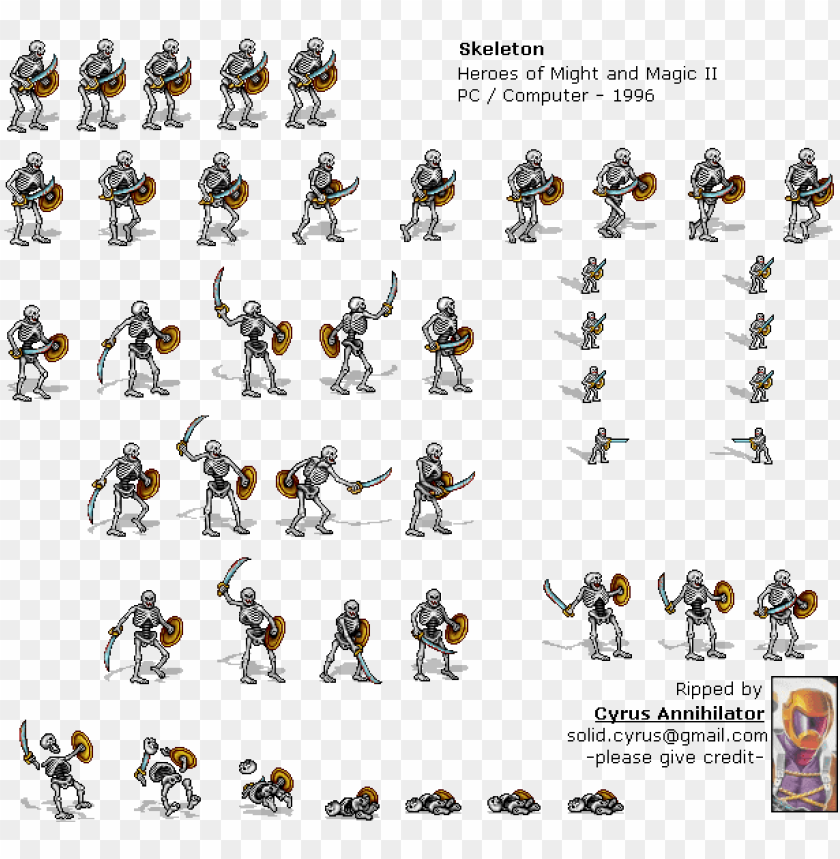 Skeleton
Heroes of Might and Magic II
PC / Computer - 1996
Ripped by
Cyrus Annihilator
solid.cyrus@gmail.com
-please give credit-